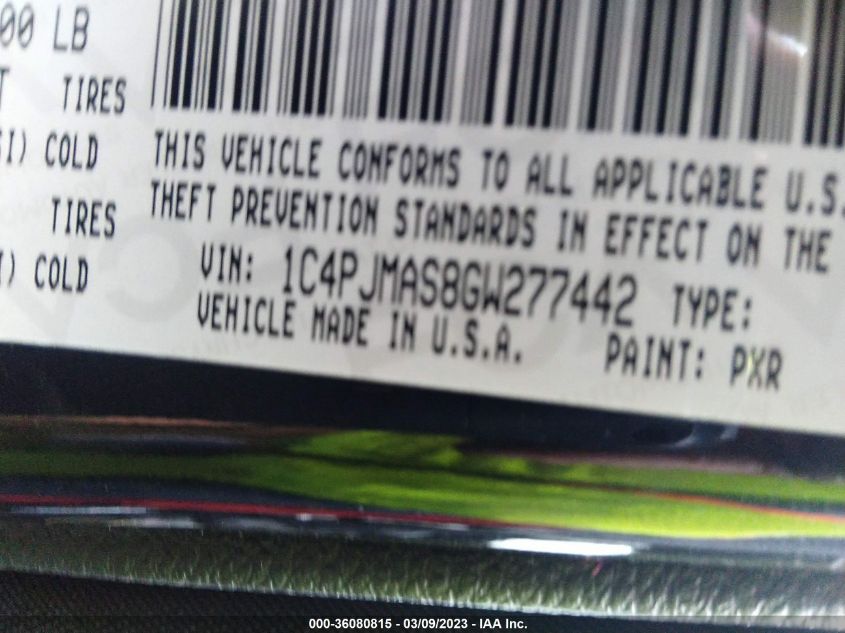 00 LB
T TIRES
SI) COLD
THIS VEHICLE CONFORMS TO ALL APPLICABLE U.S.
TIRES
THEFT PREVENTION STANDARDS IN EFFECT ON THE
I) COLD
VIN: 1C4PJMAS8GW277442 TYPE:
VEHICLE MADE IN U.S.A. PAINT: PXR
000-36080815 - 03/09/2023 - IAA Inc.